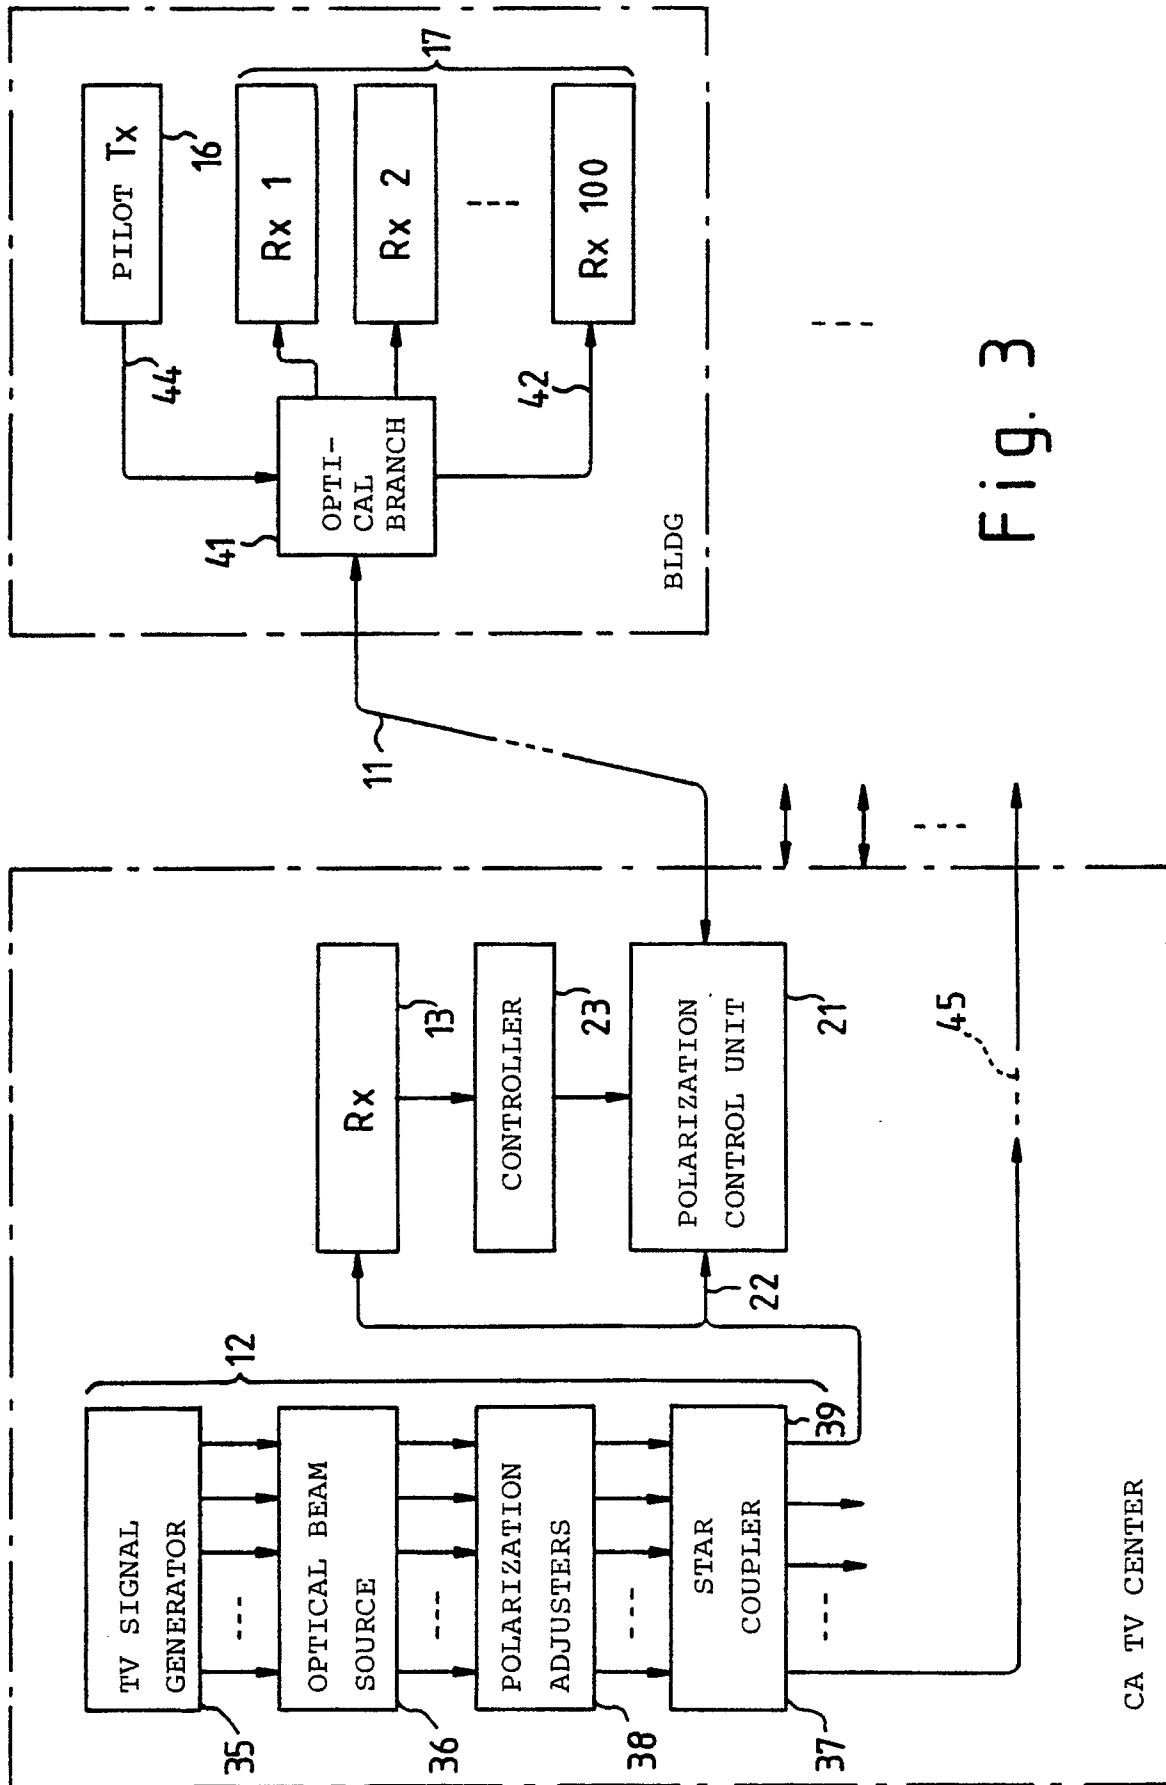 CA TV CENTER
TV SIGNAL
GENERATOR
35
12
OPTICAL BEAM
SOURCE
36
POLARIZATION
ADJUSTERS
38
STAR
COUPLER
37
39
Rx
13
CONTROLLER
23
POLARIZATION
CONTROL UNIT
21
22
45
11
BLDG
PILOT Tx
16
44
OPTI-
CAL
BRANCH
41
Rx 1
Rx 2
Rx 100
17
42
Fig. 3